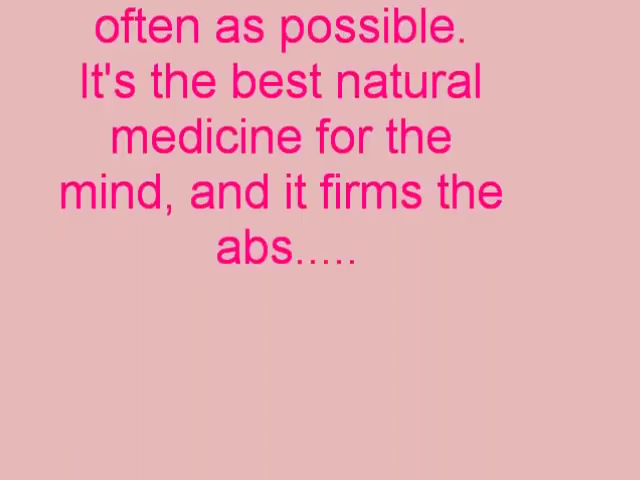 often as possible.
It's the best natural
medicine for the
mind, and it firms the
abs.....